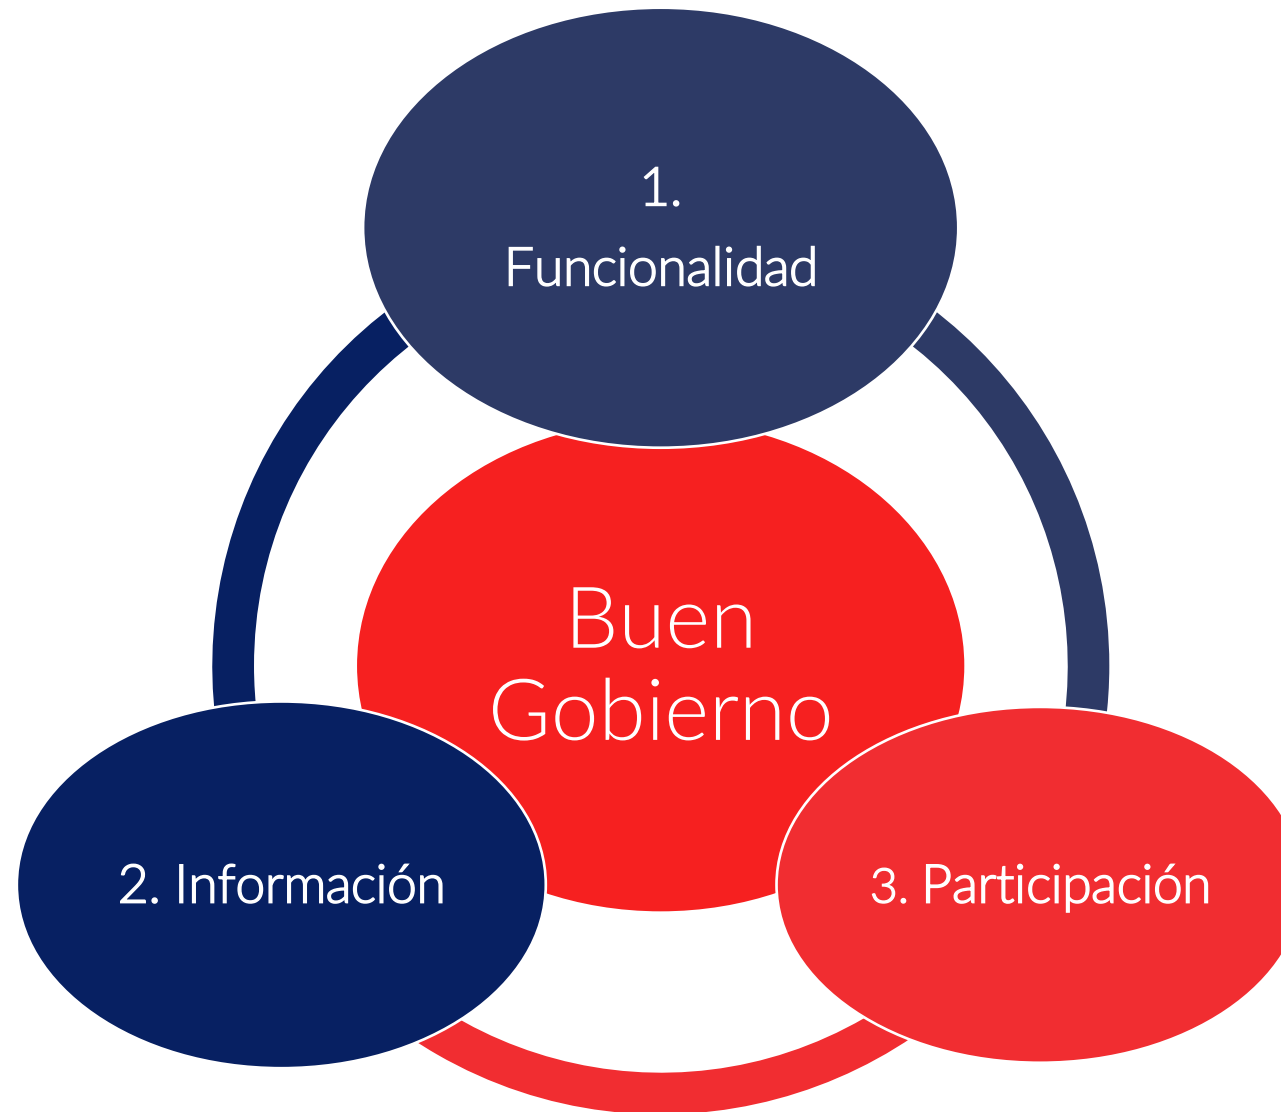 1.
Funcionalidad
Buen
Gobierno
2. Información
3. Participación